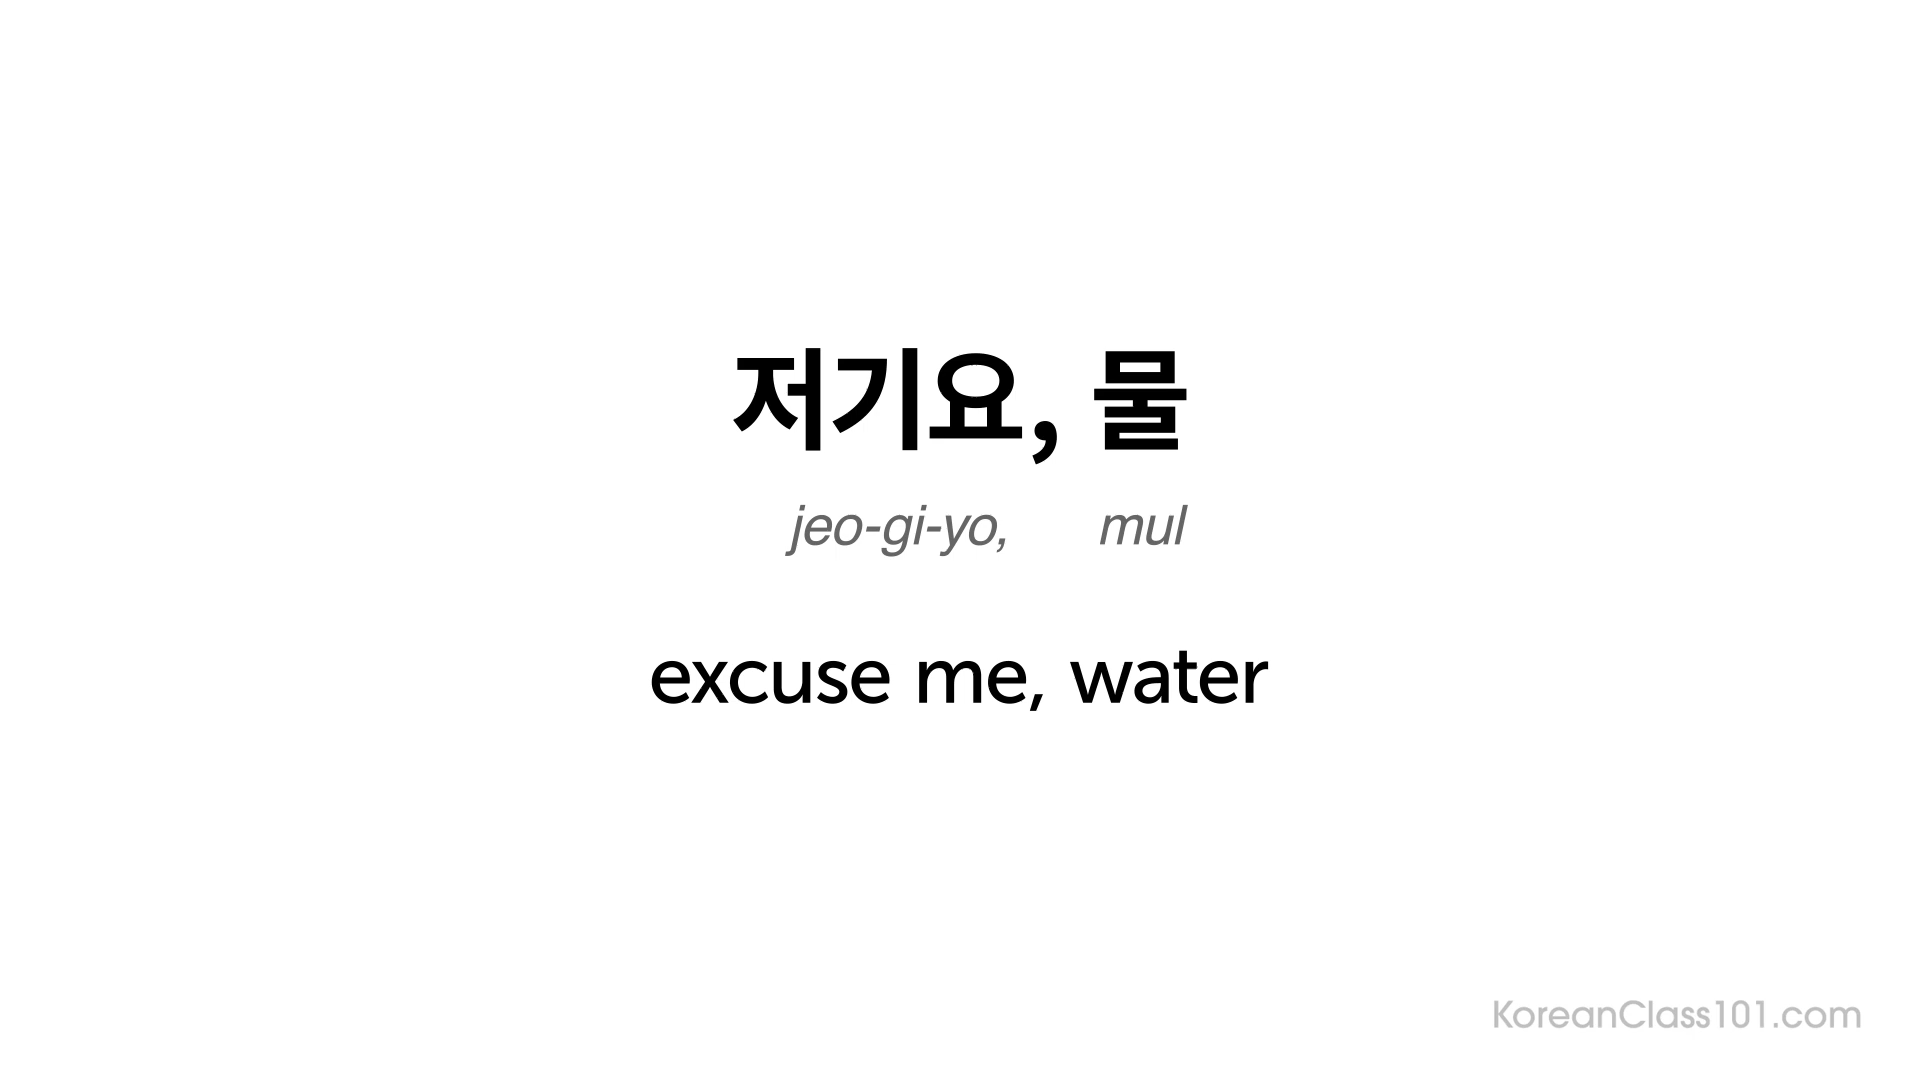 저기요, 물
jeo-gi-yo, mul
excuse me, water
KoreanClass101.com